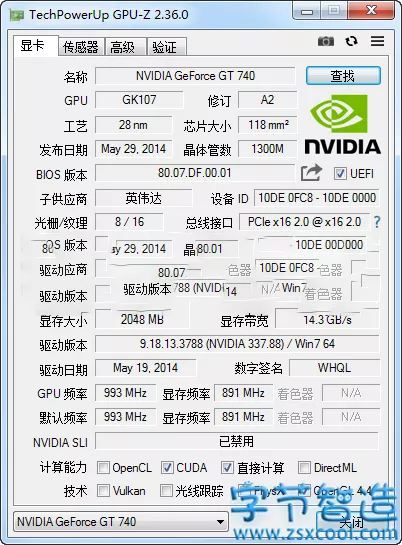 TechPowerUp GPU-Z 2.36.0
显卡 传感器 高级 验证
名称 NVIDIA GeForce GT 740 查找
GPU GK107 修订 A2
工艺 28 nm 芯片大小 118 mm²
发布日期 May 29, 2014 晶体管数 1300M
NVIDIA
BIOS 版本 80.07.DF.00.01 UEFI
子供应商 英伟达 设备 ID 10DE 0FC8 - 10DE 0000
光栅/纹理 8 / 16 总线接口 PCIe x16 2.0 @ x16 2.0 ?
OS 版本 29, 2014 晶 80.01 10DE 00D000
驱动应商 80.07 色器 10DE 0FC8 -
驱动版本 驱动版本 788 (NVIDI 14 N/A Win7 着色器
显存大小 2048 MB 显存带宽 14.3 GB/s
驱动版本 9.18.13.3788 (NVIDIA 337.88) / Win7 64
驱动日期 May 19, 2014 数字签名 WHQL
GPU 频率 993 MHz 显存频率 891 MHz 着色器 N/A
默认频率 993 MHz 显存频率 891 MHz 着色器 N/A
NVIDIA SLI 已禁用
计算能力 OpenCL CUDA 直接计算 DirectML
技术 Vulkan 光线跟踪 PhysX OpenGL 4.4
NVIDIA GeForce GT 740 关闭
字节智造
www.zsxcool.com